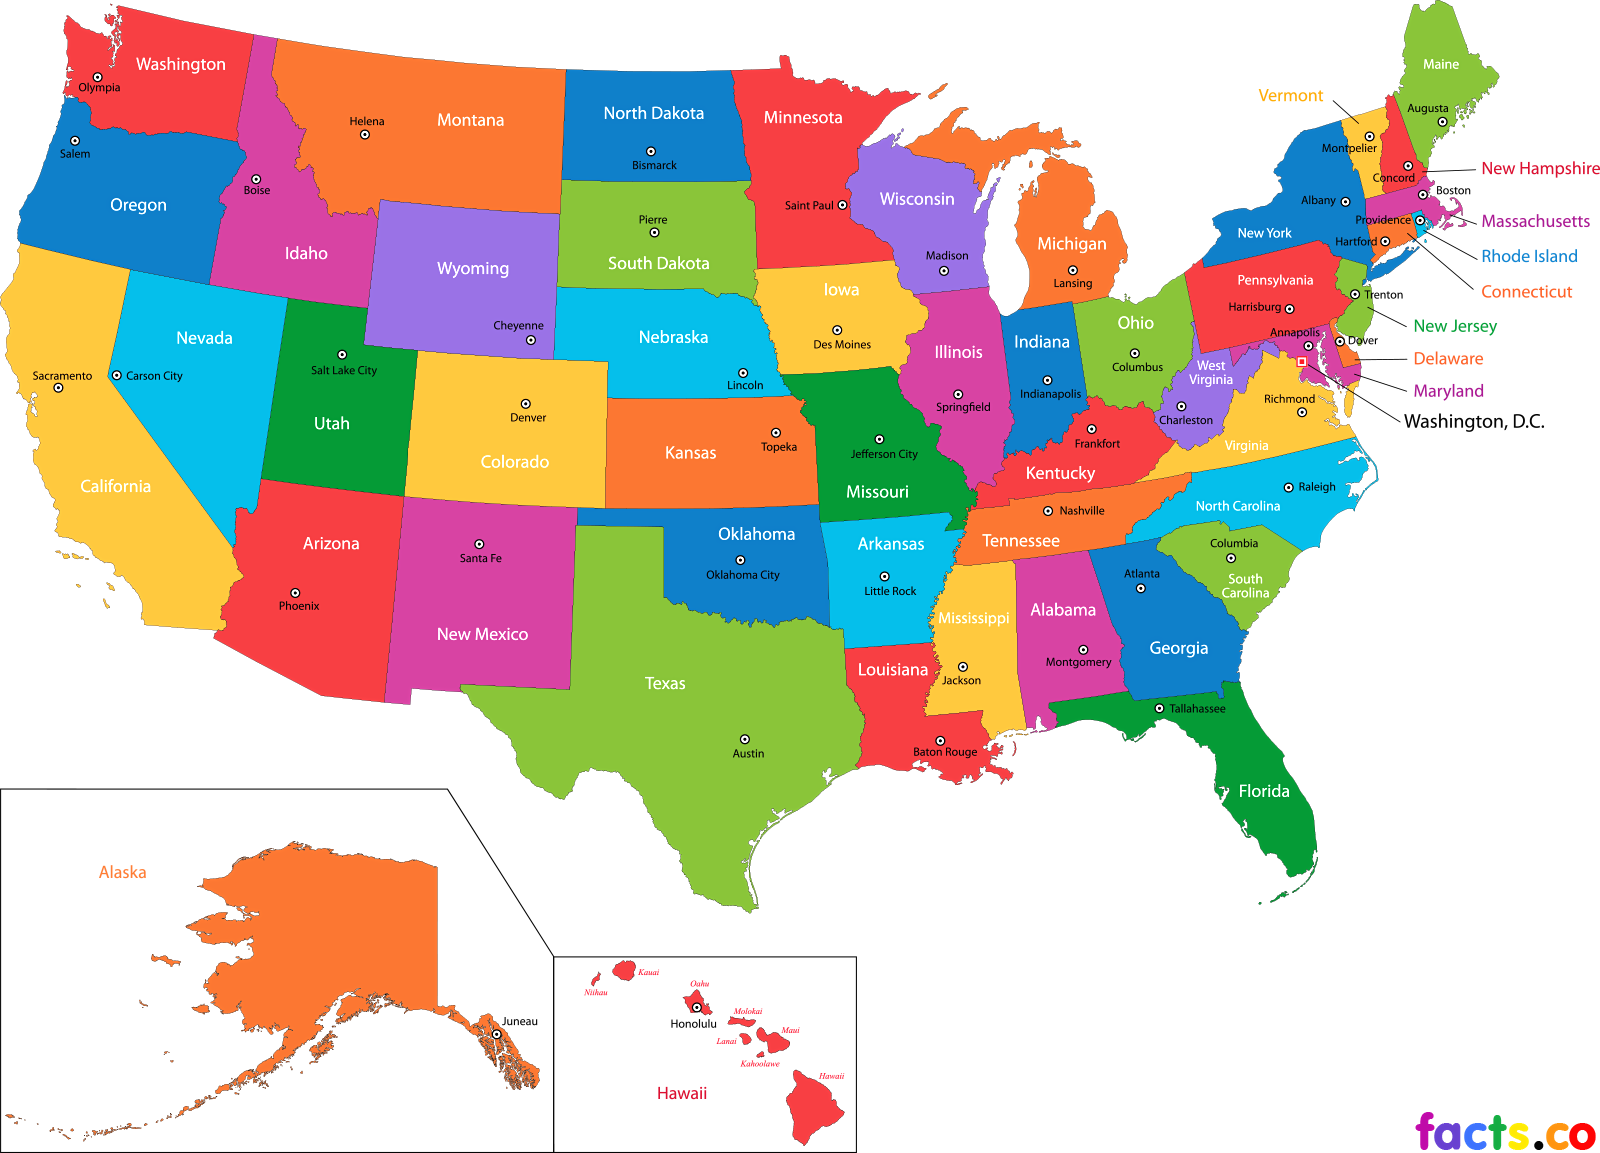 Washington
Olympia
Oregon
Salem
California
Sacramento
Nevada
Carson City
Idaho
Boise
Montana
Helena
Wyoming
Cheyenne
Utah
Salt Lake City
Arizona
Phoenix
Colorado
Denver
New Mexico
Santa Fe
North Dakota
Bismarck
Pierre
South Dakota
Nebraska
Lincoln
Kansas
Topeka
Oklahoma
Oklahoma City
Texas
Austin
Minnesota
Saint Paul
Iowa
Des Moines
Missouri
Jefferson City
Arkansas
Little Rock
Louisiana
Baton Rouge
Wisconsin
Madison
Illinois
Springfield
Michigan
Lansing
Indiana
Indianapolis
Ohio
Columbus
Kentucky
Frankfort
Tennessee
Nashville
Mississippi
Jackson
Alabama
Montgomery
Georgia
Atlanta
Florida
Tallahassee
South
Carolina
Columbia
North Carolina
Raleigh
Virginia
Richmond
West
Virginia
Charleston
Pennsylvania
Harrisburg
New York
Albany
Vermont
Montpelier
Maine
Augusta
Concord
New Hampshire
Boston
Massachusetts
Providence
Rhode Island
Hartford
Connecticut
Trenton
New Jersey
Dover
Delaware
Annapolis
Maryland
Washington, D.C.
Alaska
Juneau
Kauai
Niihau
Oahu
Honolulu
Molokai
Lanai
Maui
Kahoolawe
Hawaii
Hawaii
facts.co